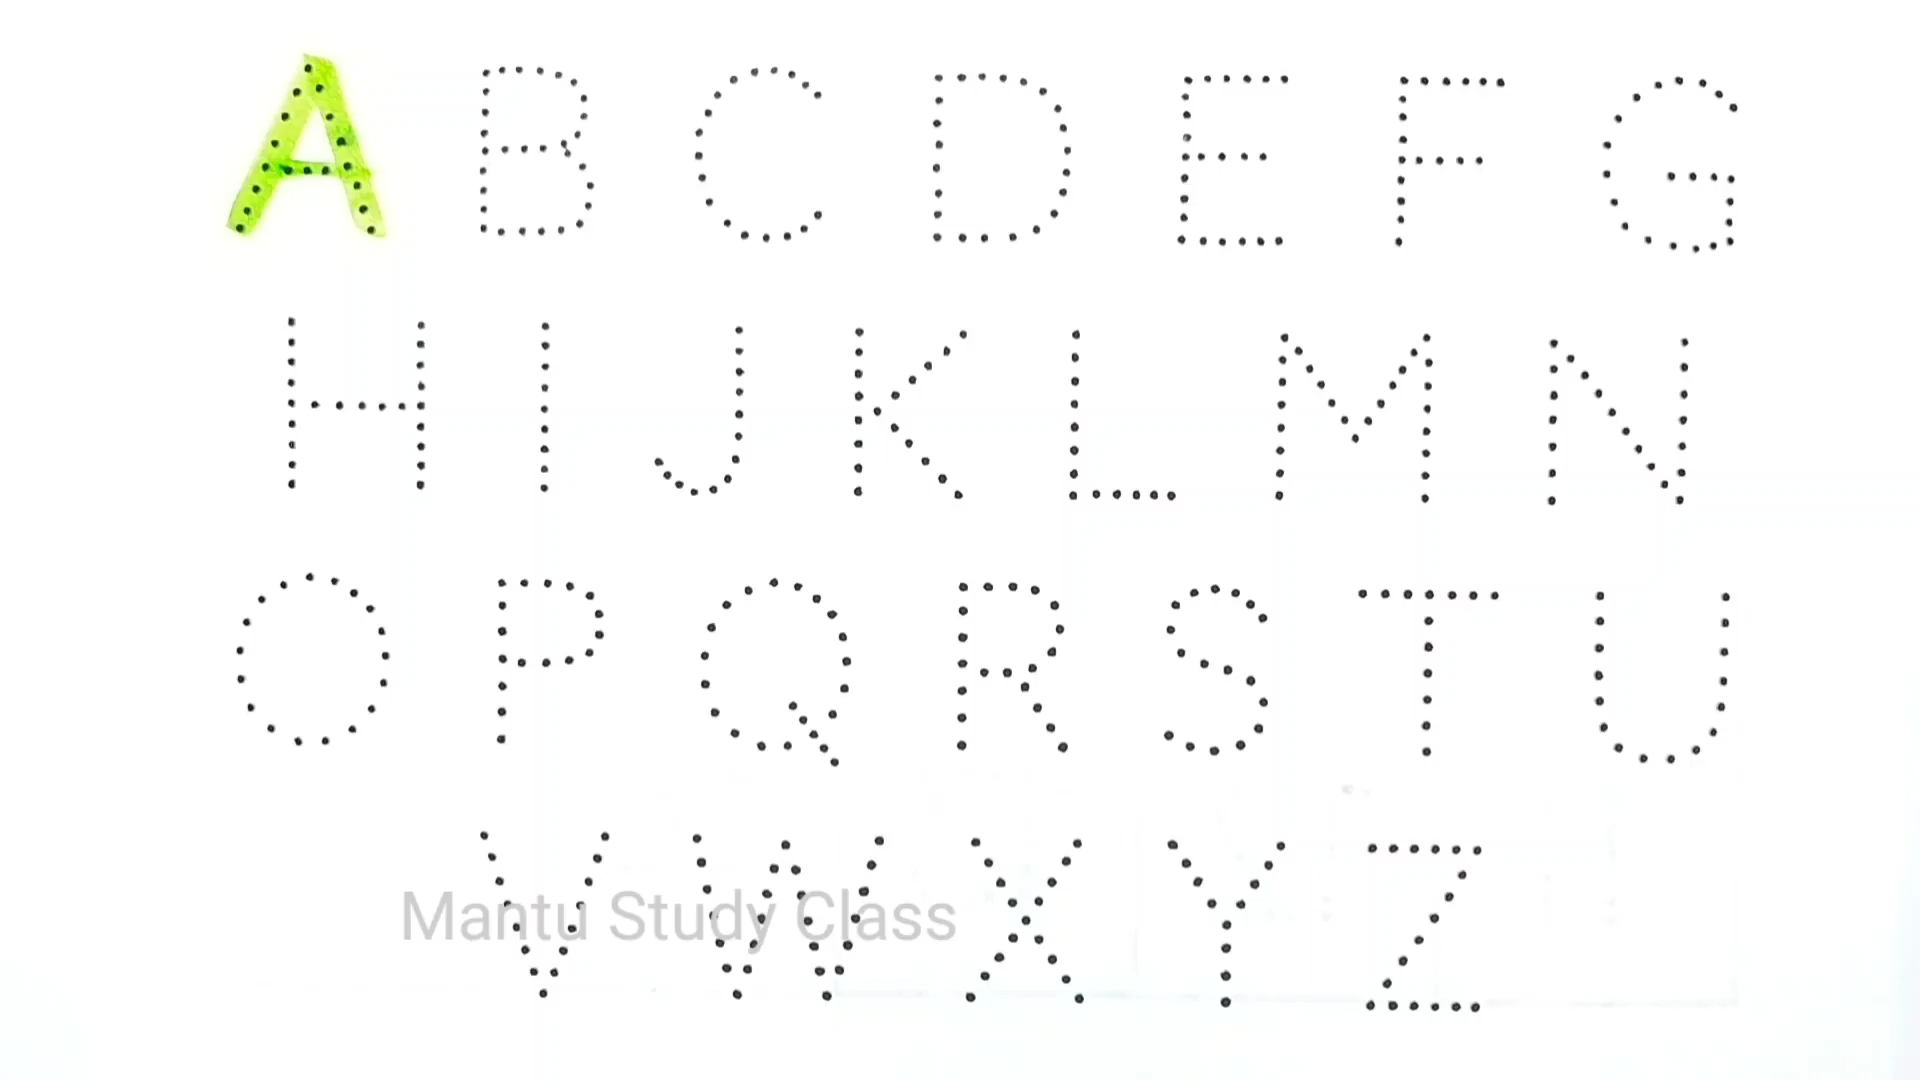 A B C D E F G
H I J K L M N
O P Q R S T U
V W X Y Z
Mantu Study Class